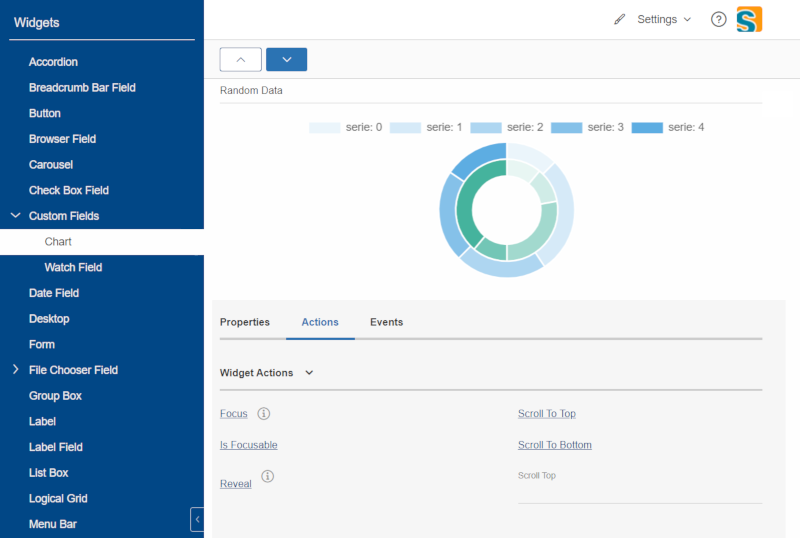 Widgets
Accordion
Breadcrumb Bar Field
Button
Browser Field
Carousel
Check Box Field
Custom Fields
Chart
Watch Field
Date Field
Desktop
Form
File Chooser Field
Group Box
Label
Label Field
List Box
Logical Grid
Menu Bar
Settings
?
S
Random Data
serie: 0 serie: 1 serie: 2 serie: 3 serie: 4
Properties Actions Events
Widget Actions
Focus i Scroll To Top
Is Focusable Scroll To Bottom
Reveal i Scroll Top